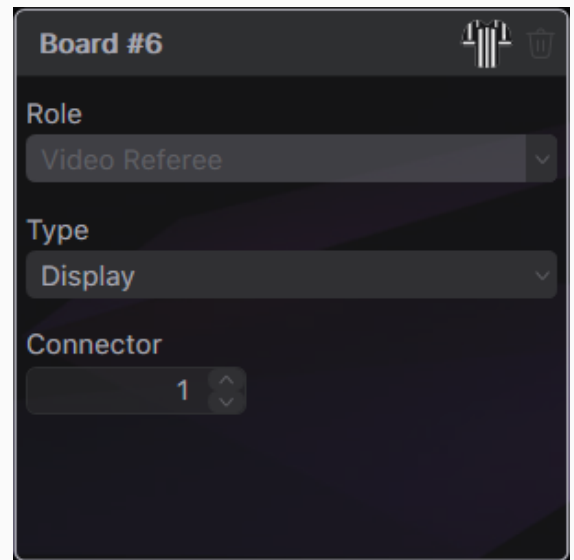 Board #6
Role
Video Referee
Type
Display
Connector
1